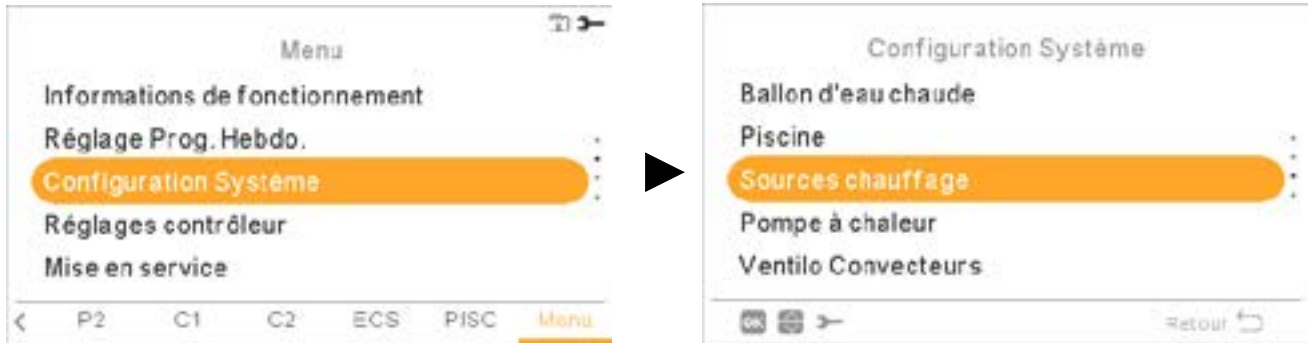 Menu
Informations de fonctionnement
Réglage Prog. Hebdo.
Configuration Système
Réglages contrôleur
Mise en service
P2 C1 C2 ECS PISC Menu
Configuration Système
Ballon d'eau chaude
Piscine
Sources chauffage
Pompe à chaleur
Ventilo Convecteurs
OK Retour